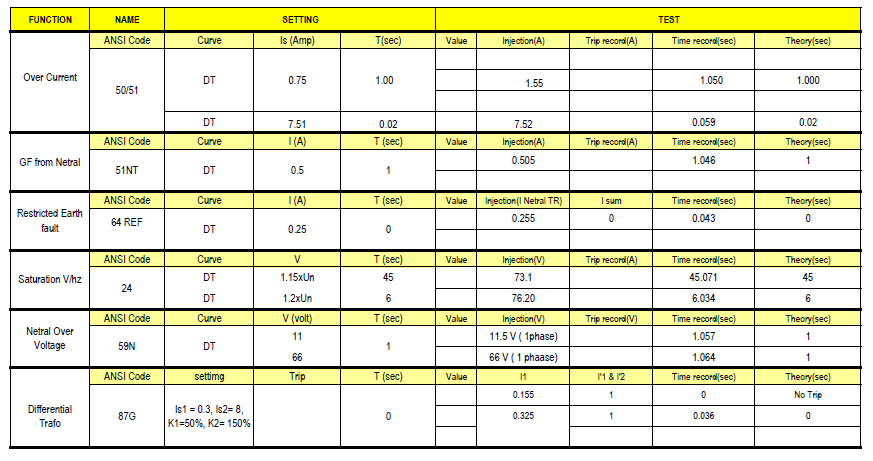 FUNCTION NAME SETTING TEST
ANSI Code Curve Is (Amp) T(sec) Value Injection(A) Trip record(A) Time record(sec) Theory(sec)
Over Current 50/51 DT 0.75 1.00 1.55 1.050 1.000
DT 7.51 0.02 7.52 0.059 0.02
ANSI Code Curve I (A) T (sec) Value Injection(A) Trip record(A) Time record(sec) Theory(sec)
GF from Netral 51NT DT 0.5 1 0.505 1.046 1
ANSI Code Curve I (A) T (sec) Value Injection(I Netral TR) I sum Time record(sec) Theory(sec)
Restricted Earth fault 64 REF DT 0.25 0 0.255 0 0.043 0
ANSI Code Curve V T (sec) Value Injection(V) Trip record(A) Time record(sec) Theory(sec)
Saturation V/hz 24 DT 1.15xUn 45 73.1 45.071 45
DT 1.2xUn 6 76.20 6.034 6
ANSI Code Curve V (volt) T (sec) Value Injection(V) Trip record(V) Time record(sec) Theory(sec)
Netral Over Voltage 59N DT 11 1 11.5 V ( 1phase) 1.057 1
66 66 V ( 1 phaase) 1.064 1
ANSI Code settimg Trip T (sec) Value I1 I'1 & I'2 Time record(sec) Theory(sec)
0.155 1 0 No Trip
Differential Trafo 87G Is1 = 0.3, Is2= 8, K1=50%, K2= 150% 0 0.325 1 0.036 0